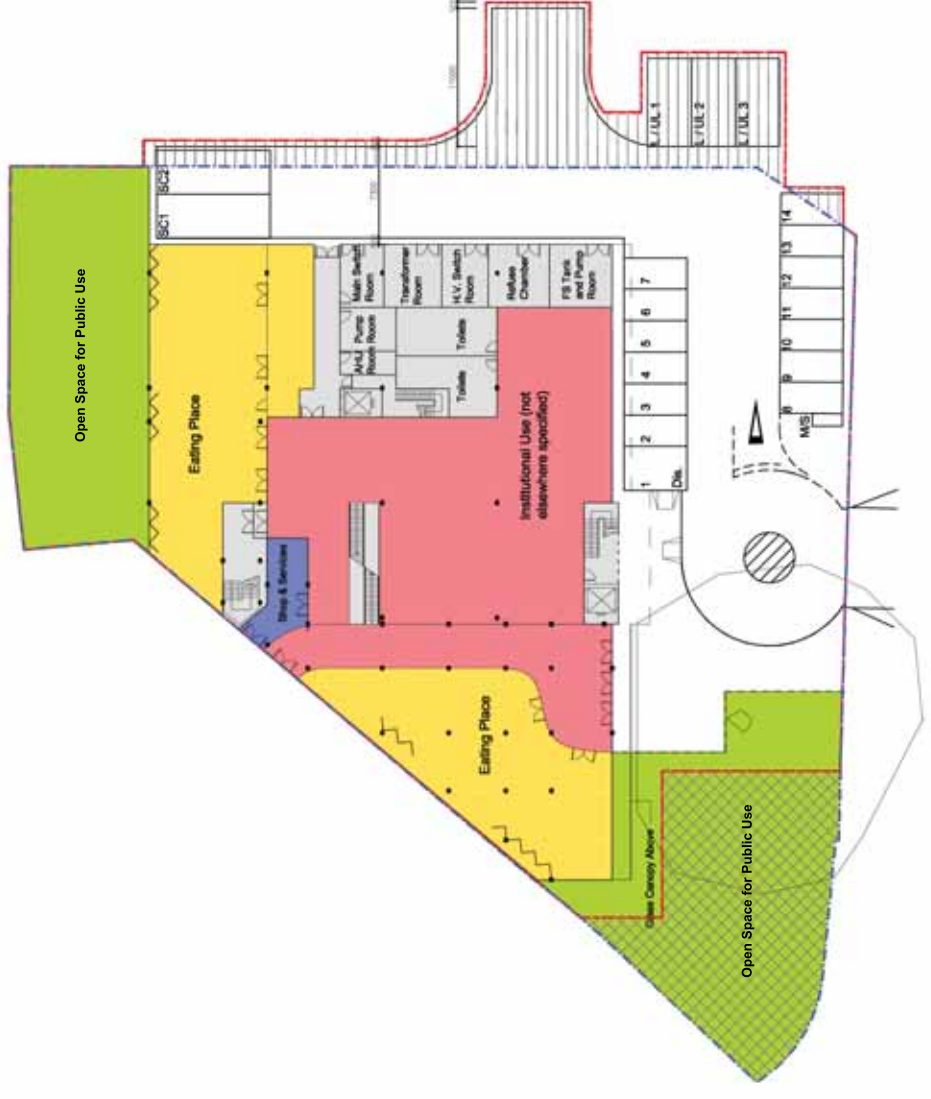 Open Space for Public Use
SC1
SC2
Eating Place
Main Switch
Room
Transformer
Room
H.V. Switch
Room
Refuse
Chamber
FS Tank
and Pump
Room
AHU
Room
Pump
Room
Toilets
Toilets
Institutional Use (not
elsewhere specified)
Shop & Services
Eating Place
L / UL 1
L / UL 2
L / UL 3
1
2
3
4
5
6
7
Dis.
8
9
10
11
12
13
14
M/S
Glass Canopy Above
Open Space for Public Use